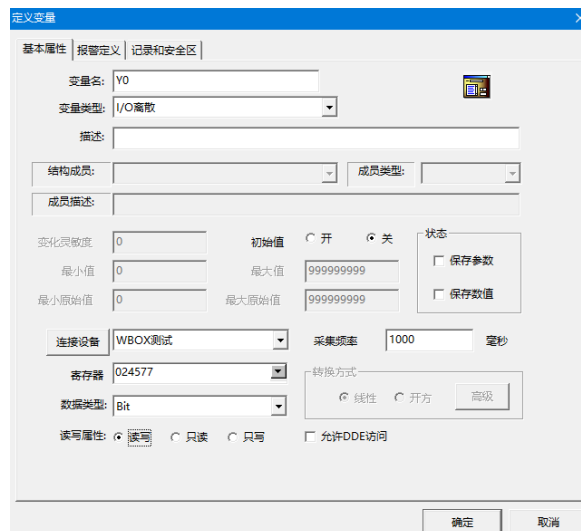 定义变量
基本属性 报警定义 记录和安全区
变量名: Y0
变量类型: I/O离散
描述:
结构成员: 成员类型:
成员描述:
变化灵敏度 0 初始值 开 关 状态
最小值 0 最大值 999999999 保存参数
最小原始值 0 最大原始值 999999999 保存数值
连接设备 WBOX测试 采集频率 1000 毫秒
寄存器 024577 转换方式
数据类型: Bit 线性 开方 高级
读写属性: 读写 只读 只写 允许DDE访问
确定 取消